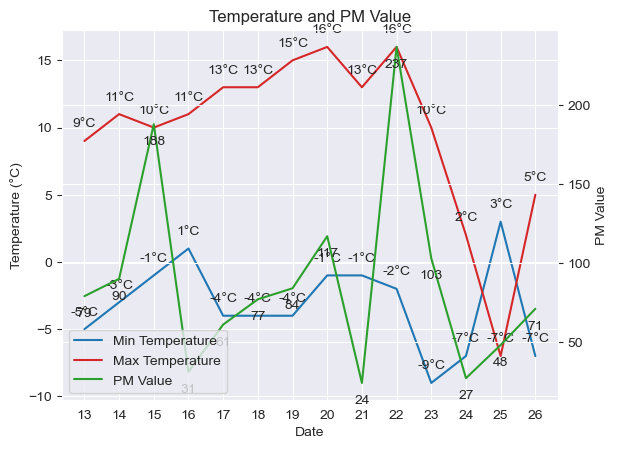 Temperature and PM Value
Temperature (°C)
15
10
5
0
−5
−10
PM Value
200
150
100
50
9°C
11°C
10°C
11°C
13°C
13°C
15°C
16°C
13°C
16°C
10°C
2°C
-7°C
5°C
-5°C
-3°C
-1°C
1°C
-4°C
-4°C
-4°C
-1°C
-1°C
-2°C
-9°C
-7°C
3°C
-7°C
79
90
188
31
61
77
84
117
24
237
103
27
48
71
Min Temperature
Max Temperature
PM Value
13 14 15 16 17 18 19 20 21 22 23 24 25 26
Date